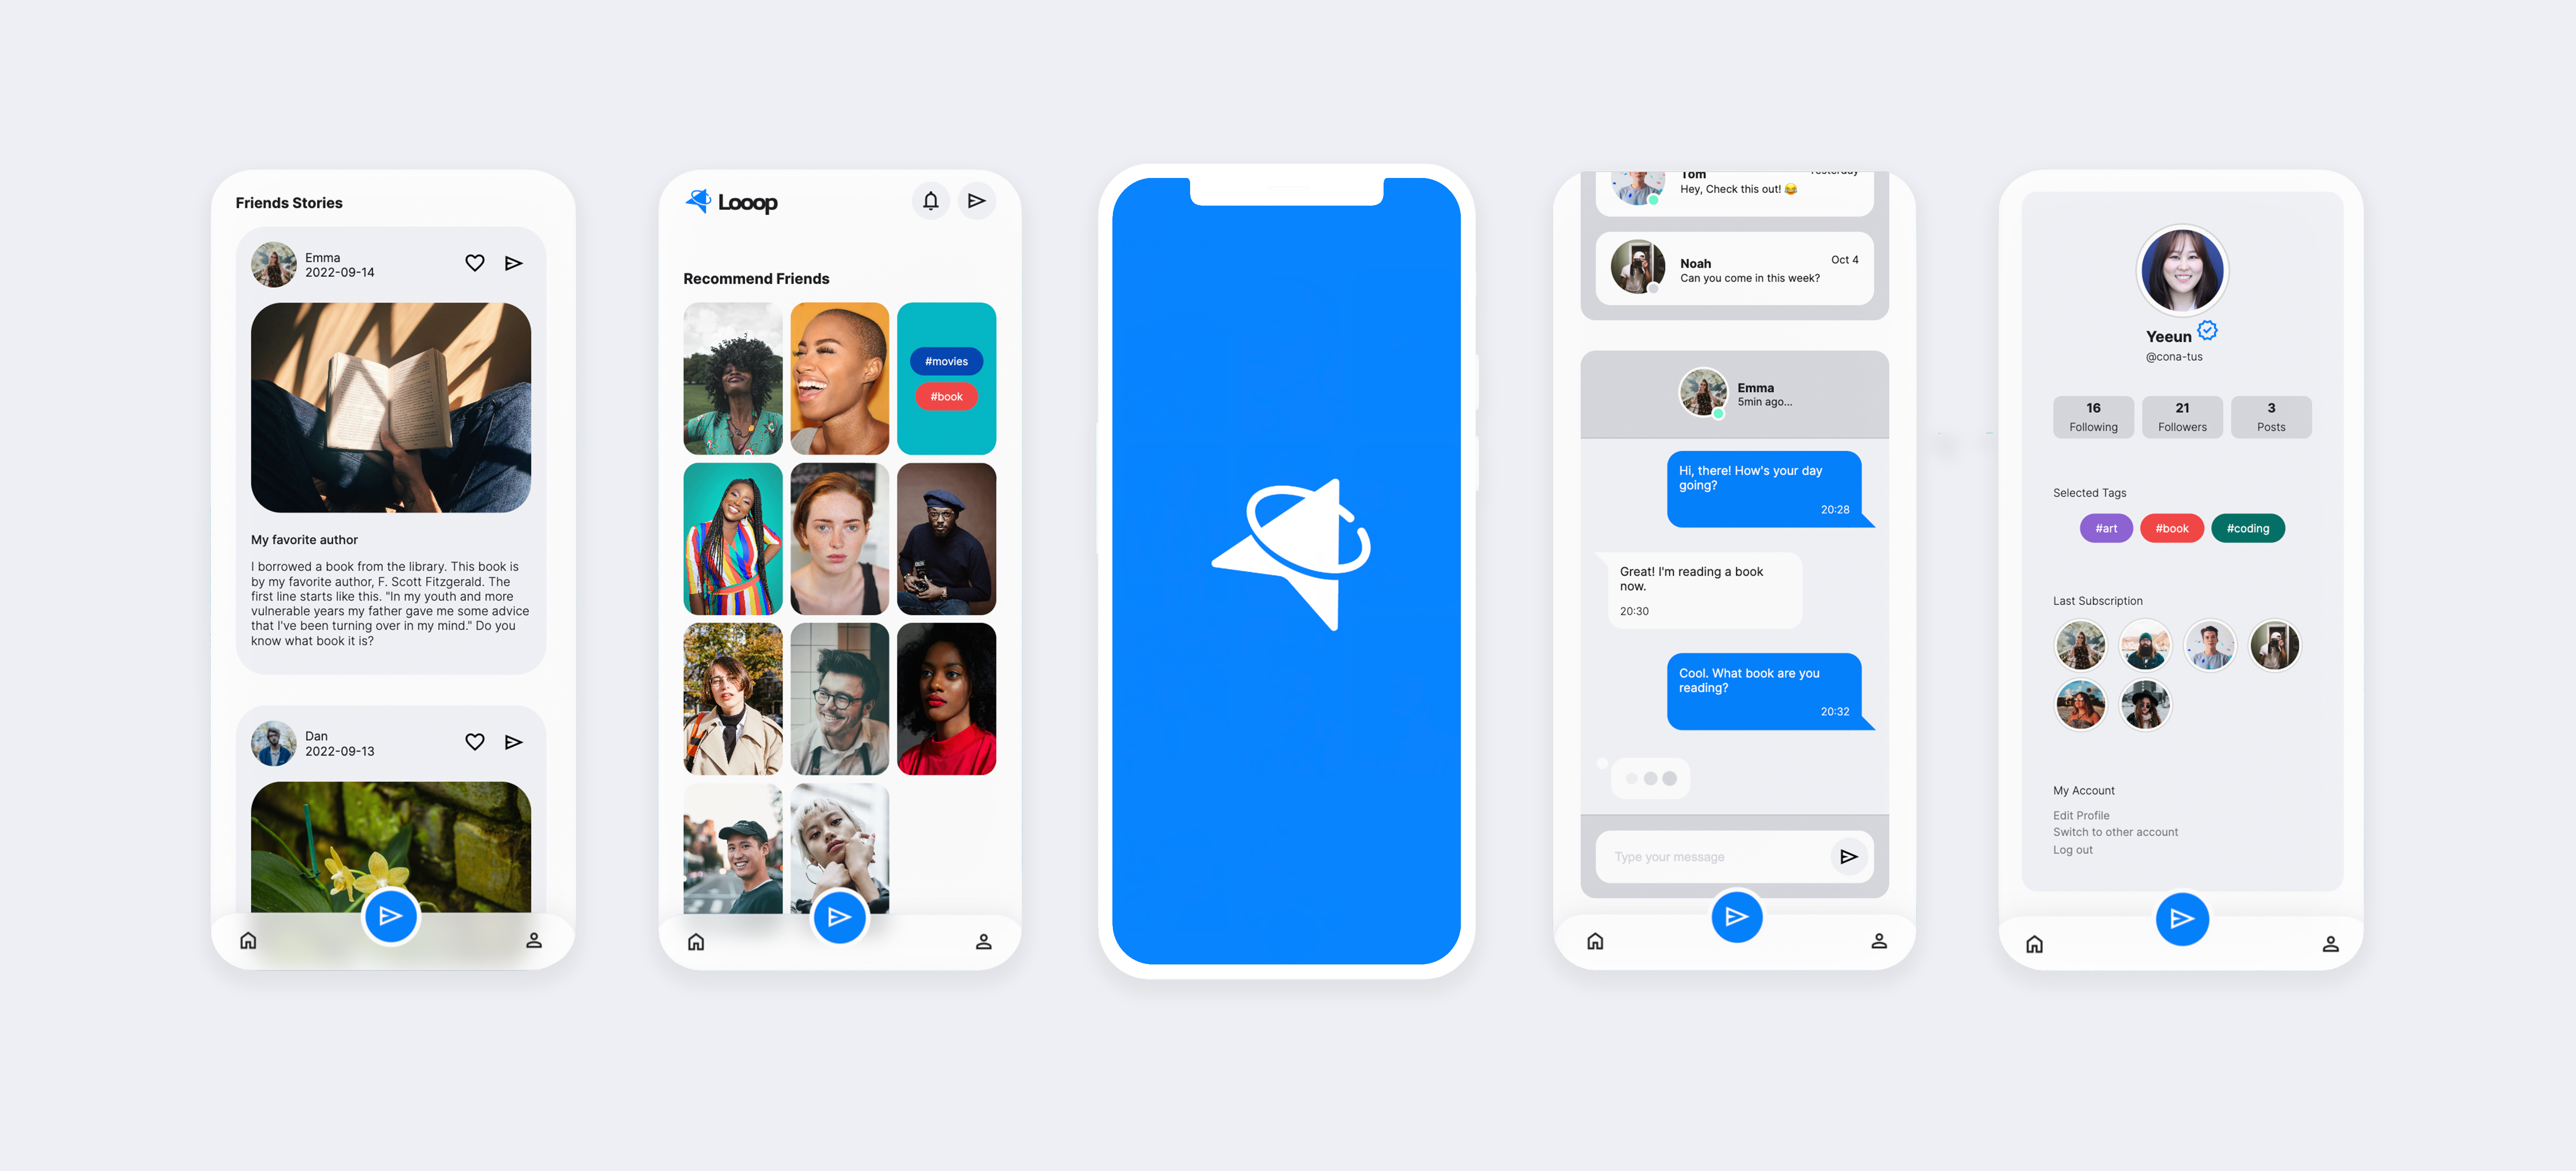 Friends Stories
Emma
2022-09-14
My favorite author
I borrowed a book from the library. This book is
by my favorite author, F. Scott Fitzgerald. The
first line starts like this. "In my youth and more
vulnerable years my father gave me some advice
that I've been turning over in my mind." Do you
know what book it is?
Dan
2022-09-13
Looop
Recommend Friends
#movies
#book
Tom
Yesterday
Hey, Check this out! 😂
Noah
Oct 4
Can you come in this week?
Emma
5min ago...
Hi, there! How's your day
going?
20:28
Great! I'm reading a book
now.
20:30
Cool. What book are you
reading?
20:32
Type your message
Yeeun
@cona-tus
16
Following
21
Followers
3
Posts
Selected Tags
#art
#book
#coding
Last Subscription
My Account
Edit Profile
Switch to other account
Log out